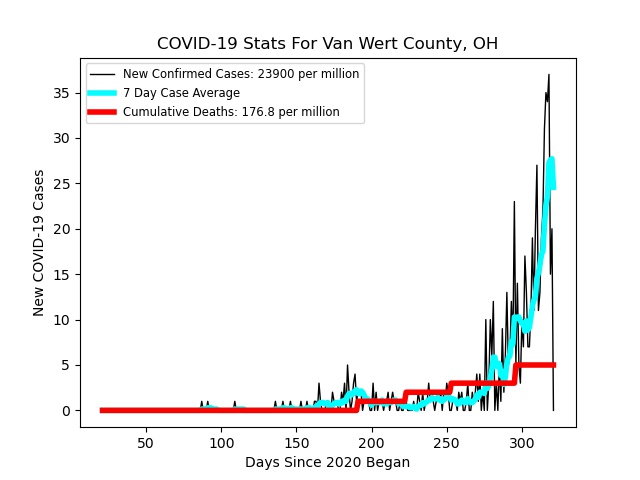 COVID-19 Stats For Van Wert County, OH
New Confirmed Cases: 23900 per million
7 Day Case Average
Cumulative Deaths: 176.8 per million
New COVID-19 Cases
35
30
25
20
15
10
5
0
50 100 150 200 250 300
Days Since 2020 Began